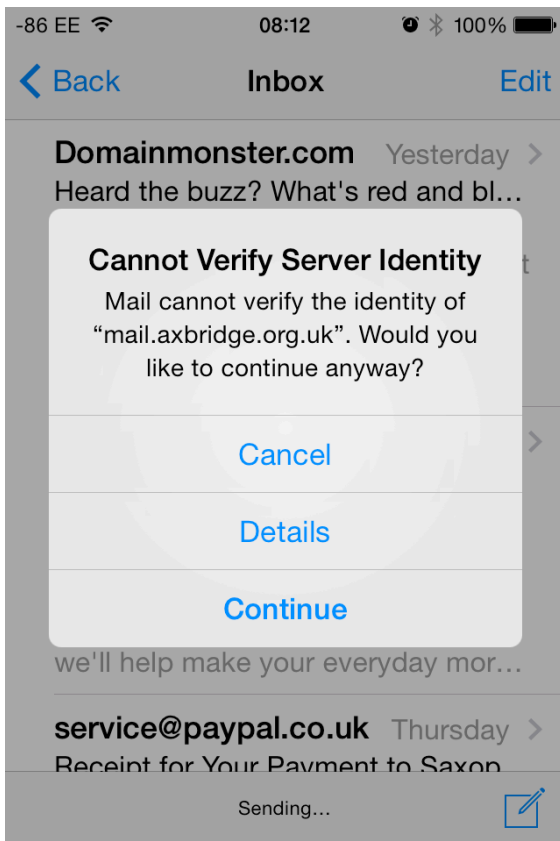 -86 EE 08:12 100%
Back Inbox Edit
Domainmonster.com Yesterday
Heard the buzz? What's red and bl...
t
Cannot Verify Server Identity
Mail cannot verify the identity of
“mail.axbridge.org.uk”. Would you
like to continue anyway?
Cancel
Details
Continue
we'll help make your everyday mor...
service@paypal.co.uk Thursday
Receipt for Your Payment to Saxop
Sending...